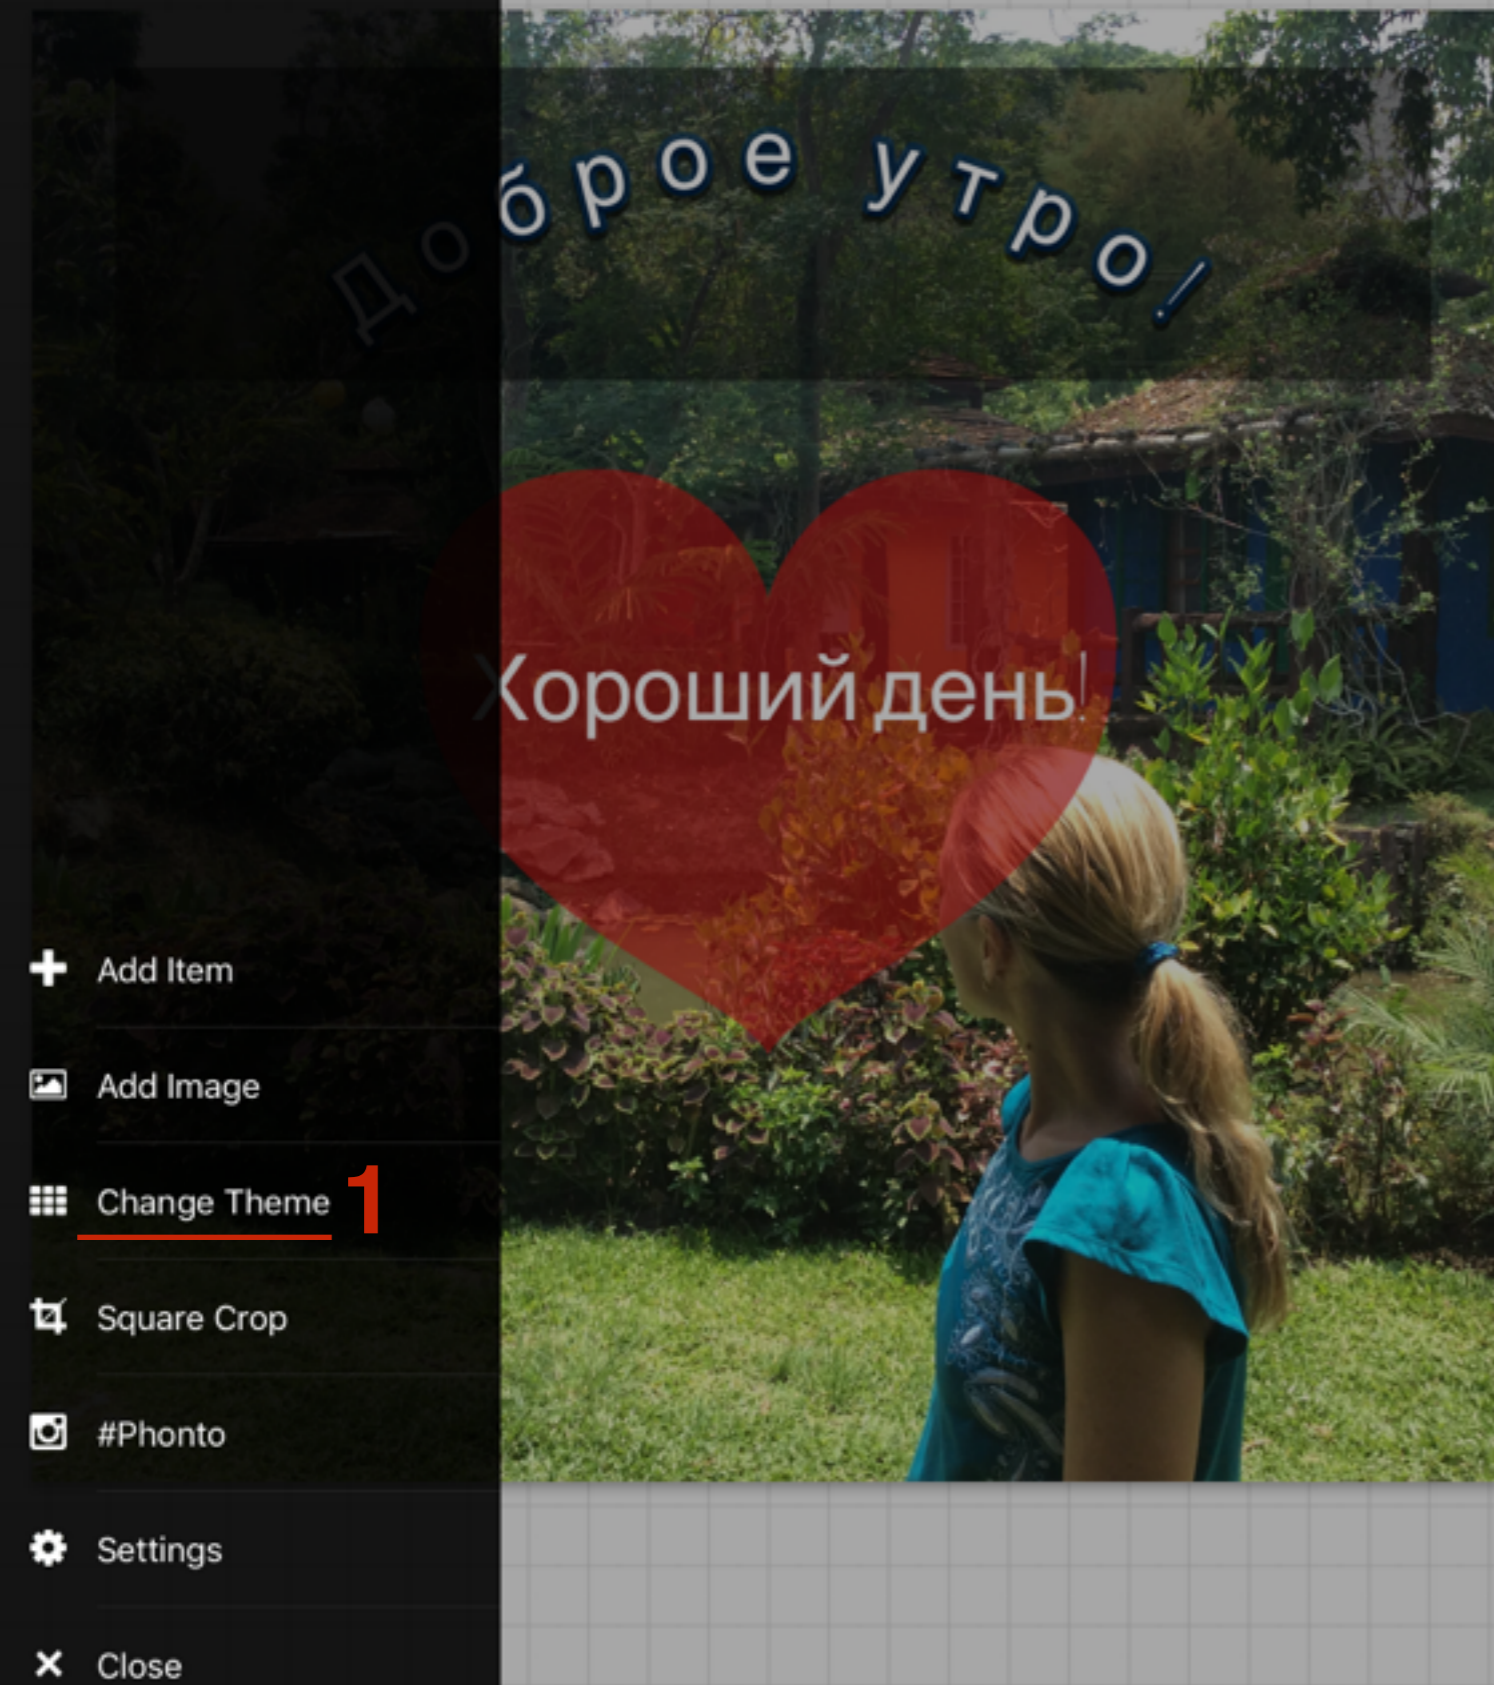 Доброе утро!
Хороший день!
Add Item
Add Image
Change Theme 1
Square Crop
#Phonto
Settings
Close